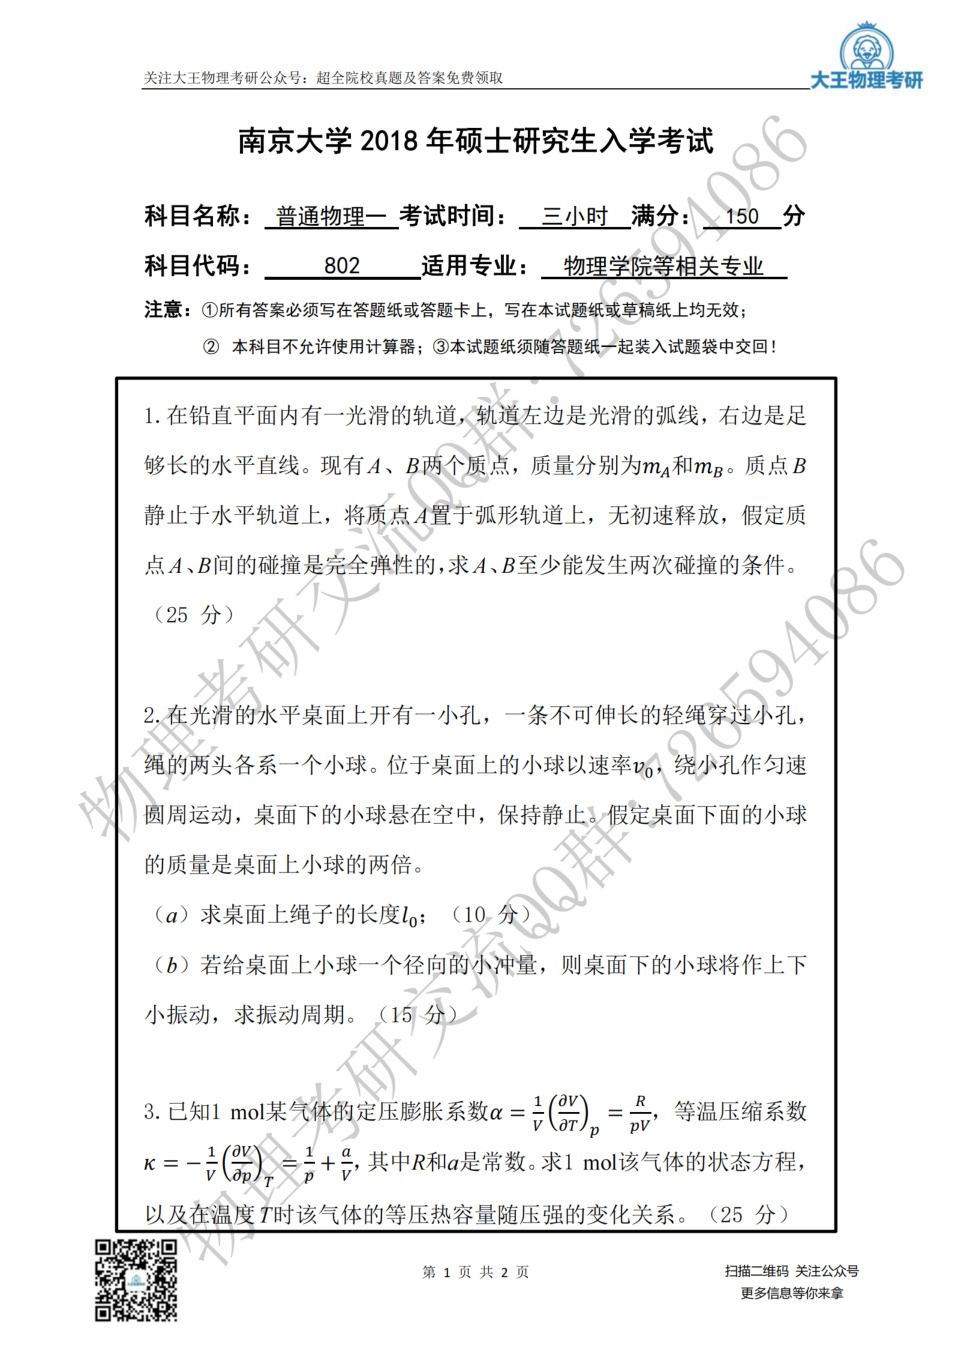 关注大王物理考研公众号：超全院校真题及答案免费领取
大王物理考研
南京大学 2018 年硕士研究生入学考试
科目名称： 普通物理一 考试时间： 三小时 满分： 150 分
科目代码： 802 适用专业： 物理学院等相关专业
注意：①所有答案必须写在答题纸或答题卡上，写在本试题纸或草稿纸上均无效；
② 本科目不允许使用计算器；③本试题纸须随答题纸一起装入试题袋中交回！
1.在铅直平面内有一光滑的轨道，轨道左边是光滑的弧线，右边是足
够长的水平直线。现有A、B两个质点，质量分别为m_A和m_B。质点B
静止于水平轨道上，将质点A置于弧形轨道上，无初速释放，假定质
点A、B间的碰撞是完全弹性的，求A、B至少能发生两次碰撞的条件。
（25 分）
2.在光滑的水平桌面上开有一小孔，一条不可伸长的轻绳穿过小孔，
绳的两头各系一个小球。位于桌面上的小球以速率v₀，绕小孔作匀速
圆周运动，桌面下的小球悬在空中，保持静止。假定桌面下面的小球
的质量是桌面上小球的两倍。
（a）求桌面上绳子的长度l₀；（10 分）
（b）若给桌面上小球一个径向的小冲量，则桌面下的小球将作上下
小振动，求振动周期。（15 分）
3.已知1 mol某气体的定压膨胀系数α = 1/V (∂V/∂T)_p = R/pV，等温压缩系数
κ = −1/V (∂V/∂p)_T = 1/p + a/V，其中R和a是常数。求1 mol该气体的状态方程，
以及在温度T时该气体的等压热容量随压强的变化关系。（25 分）
物理考研交流QQ群：726594086
物理考研交流QQ群：726594086
大王物理考研
第 1 页 共 2 页
扫描二维码 关注公众号
更多信息等你来拿